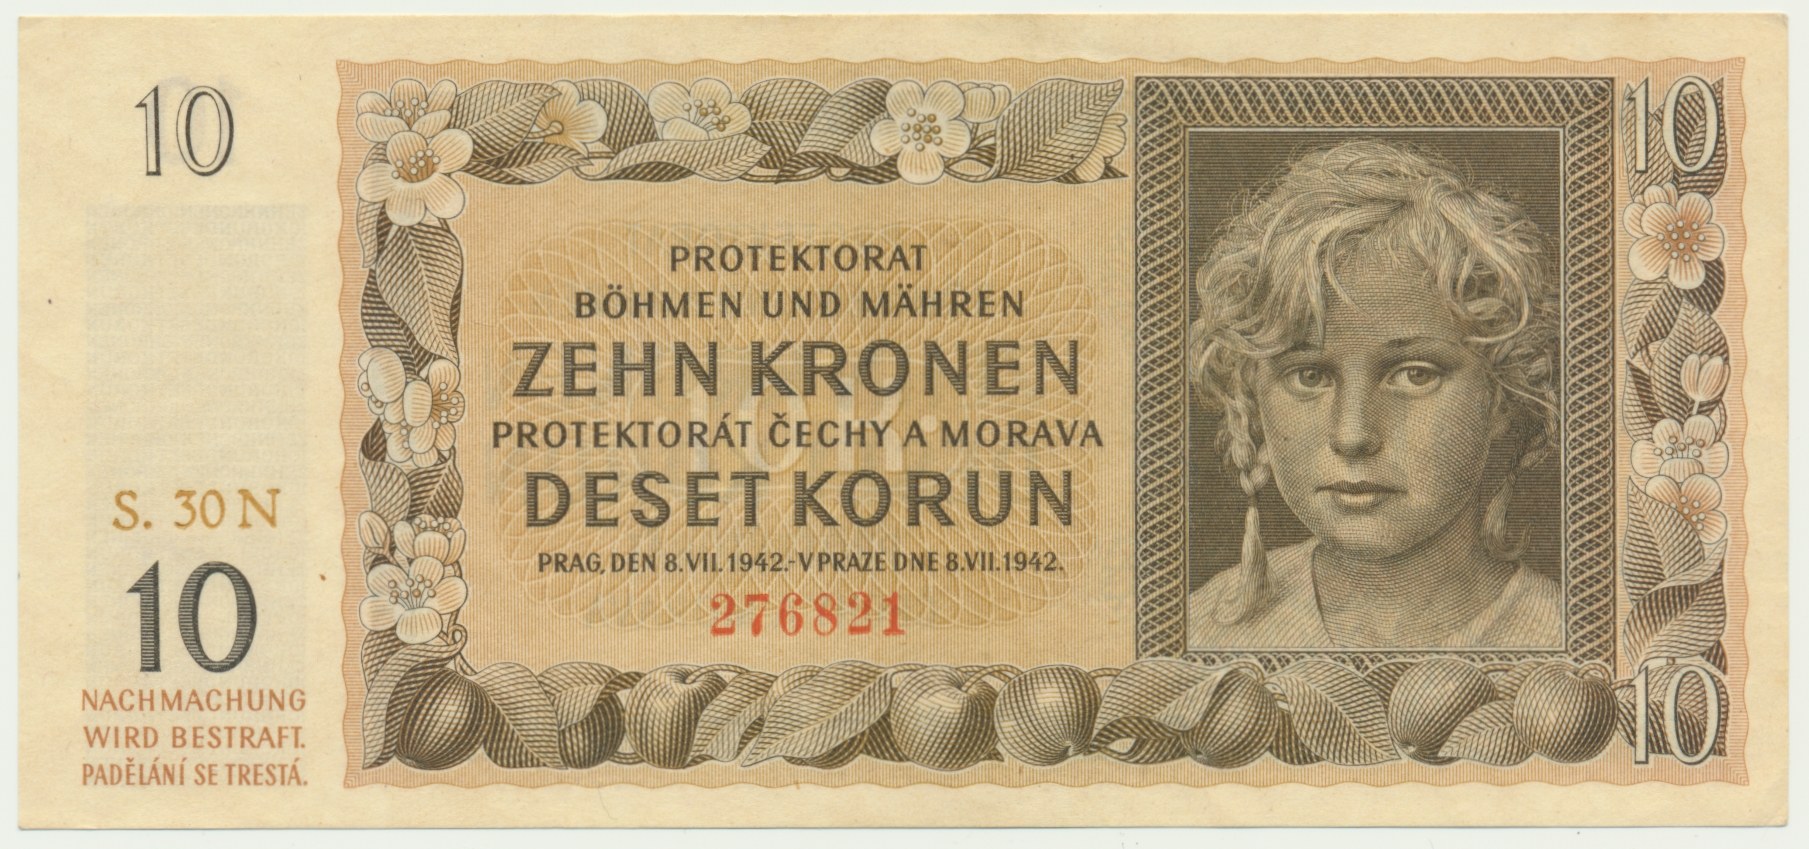 10
10
PROTEKTORAT
BÖHMEN UND MÄHREN
ZEHN KRONEN
PROTEKTORÁT ČECHY A MORAVA
DESET KORUN
PRAG, DEN 8.VII.1942.-V PRAZE DNE 8.VII.1942.
276821
S. 30 N
10
NACHMACHUNG
WIRD BESTRAFT.
PADĚLÁNÍ SE TRESTÁ.
10